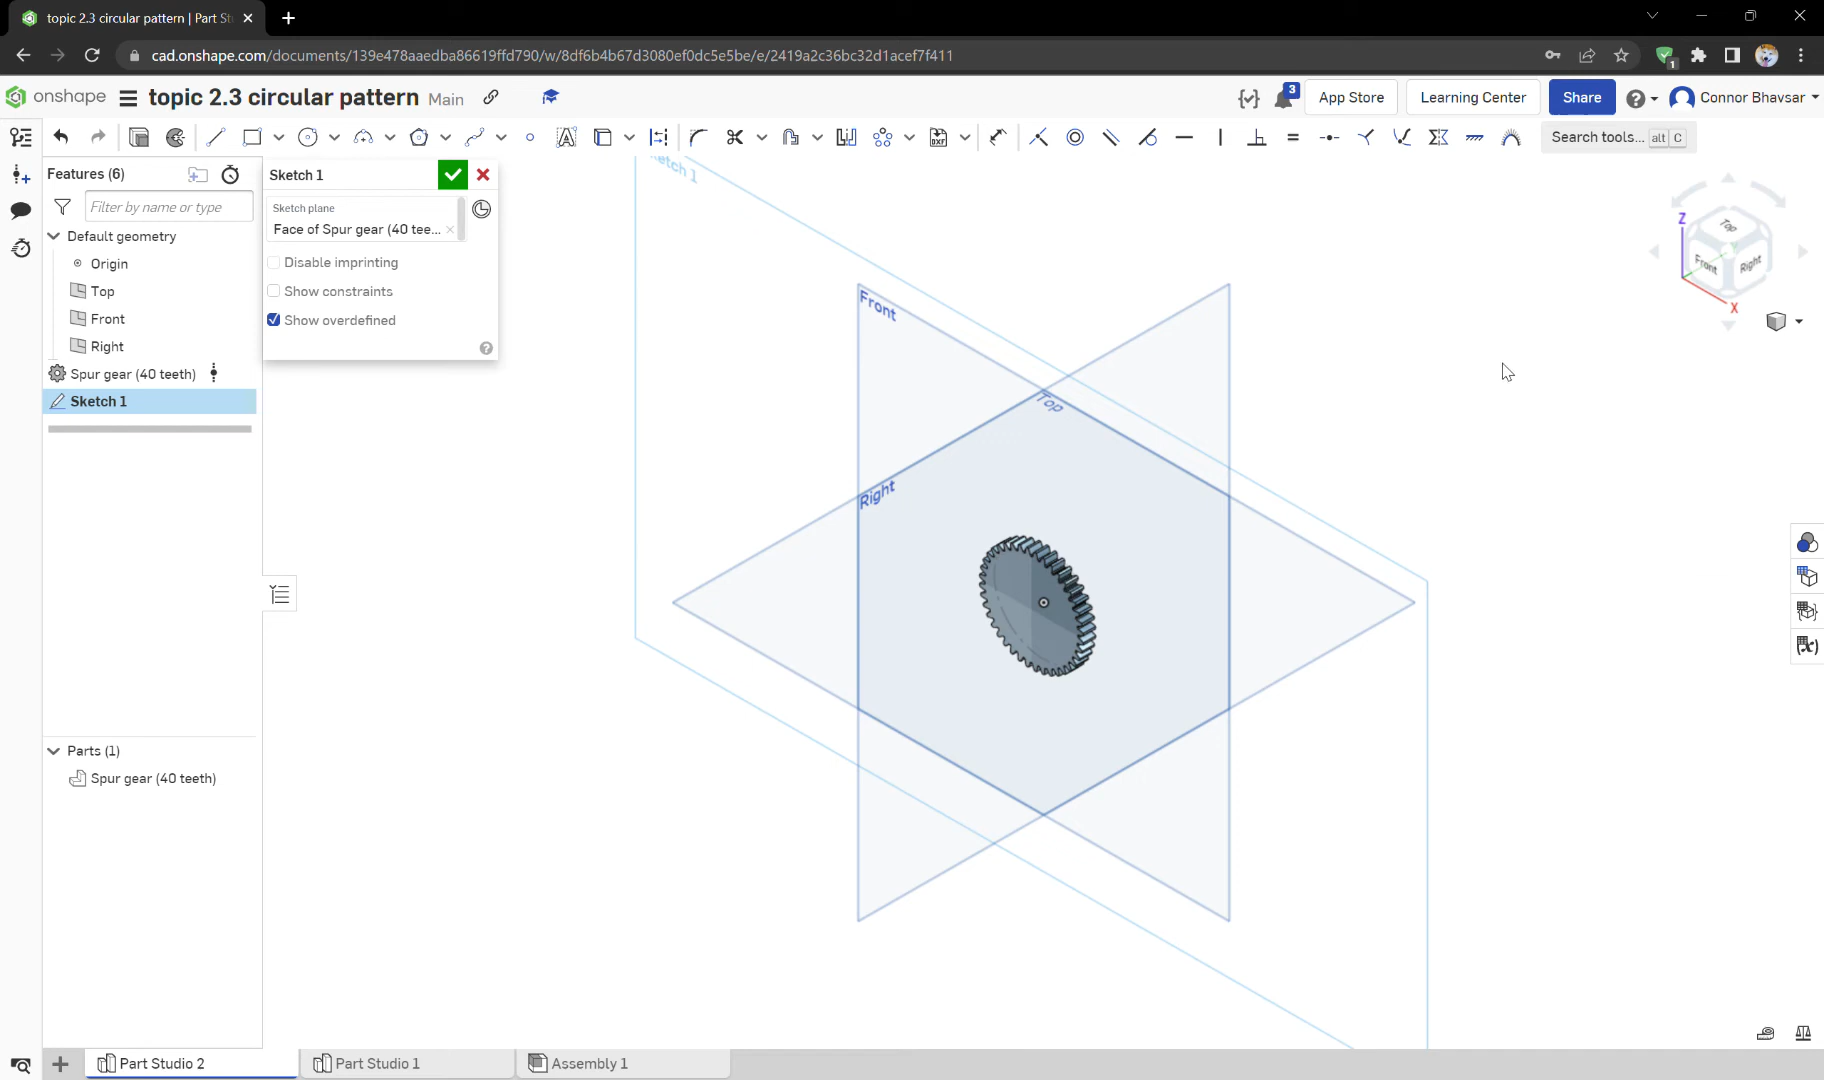 topic 2.3 circular pattern | Part St
cad.onshape.com/documents/139e478aaedba86619ffd790/w/8df6b4b67d3080ef0dc5e5be/e/2419a2c36bc32d1acef7f411
1
onshape topic 2.3 circular pattern Main
3
App Store
Learning Center
Share
Connor Bhavsar
Search tools... alt C
Features (6)
Filter by name or type
Default geometry
Origin
Top
Front
Right
Spur gear (40 teeth)
Sketch 1
Sketch 1
Sketch plane
Face of Spur gear (40 tee...
Disable imprinting
Show constraints
Show overdefined
Sketch 1
Front
Top
Right
Z
Top
Front
Right
X
Parts (1)
Spur gear (40 teeth)
Part Studio 2
Part Studio 1
Assembly 1